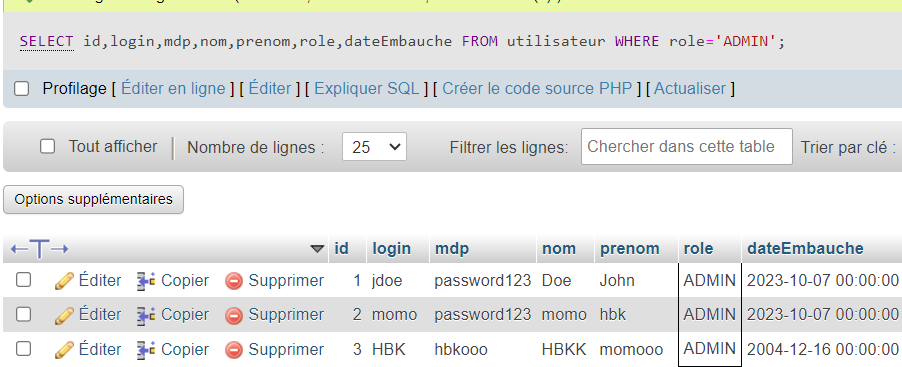 SELECT id,login,mdp,nom,prenom,role,dateEmbauche FROM utilisateur WHERE role='ADMIN';
Profilage [ Éditer en ligne ] [ Éditer ] [ Expliquer SQL ] [ Créer le code source PHP ] [ Actualiser ]
Tout afficher Nombre de lignes : 25 Filtrer les lignes: Chercher dans cette table Trier par clé :
Options supplémentaires
←T→ id login mdp nom prenom role dateEmbauche
Éditer Copier Supprimer 1 jdoe password123 Doe John ADMIN 2023-10-07 00:00:00
Éditer Copier Supprimer 2 momo password123 momo hbk ADMIN 2023-10-07 00:00:00
Éditer Copier Supprimer 3 HBK hbkooo HBKK momooo ADMIN 2004-12-16 00:00:00